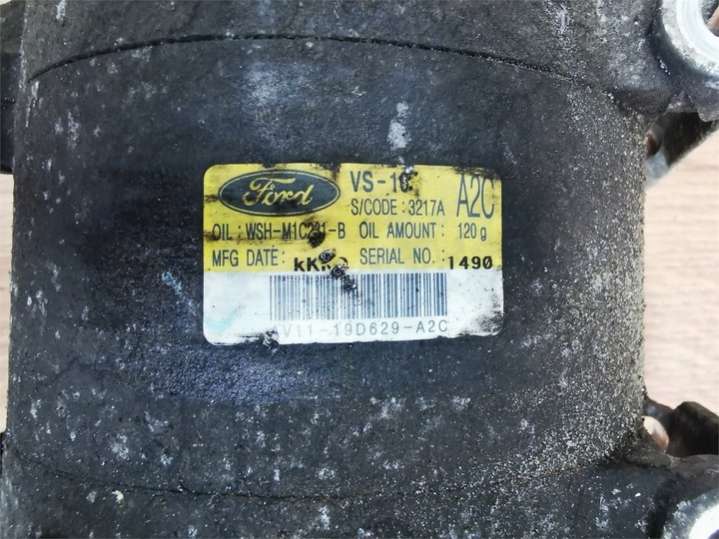 Ford VS-16 A2C
S/CODE : 3217A
OIL : WSH-M1C231-B OIL AMOUNT : 120 g
MFG DATE : SERIAL NO. : 1490
V11-19D629-A2C